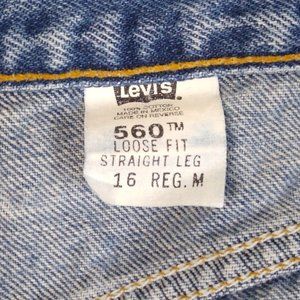 Levi's
100% COTTON
MADE IN MEXICO
CARE ON REVERSE
560™
LOOSE FIT
STRAIGHT LEG
16 REG. M